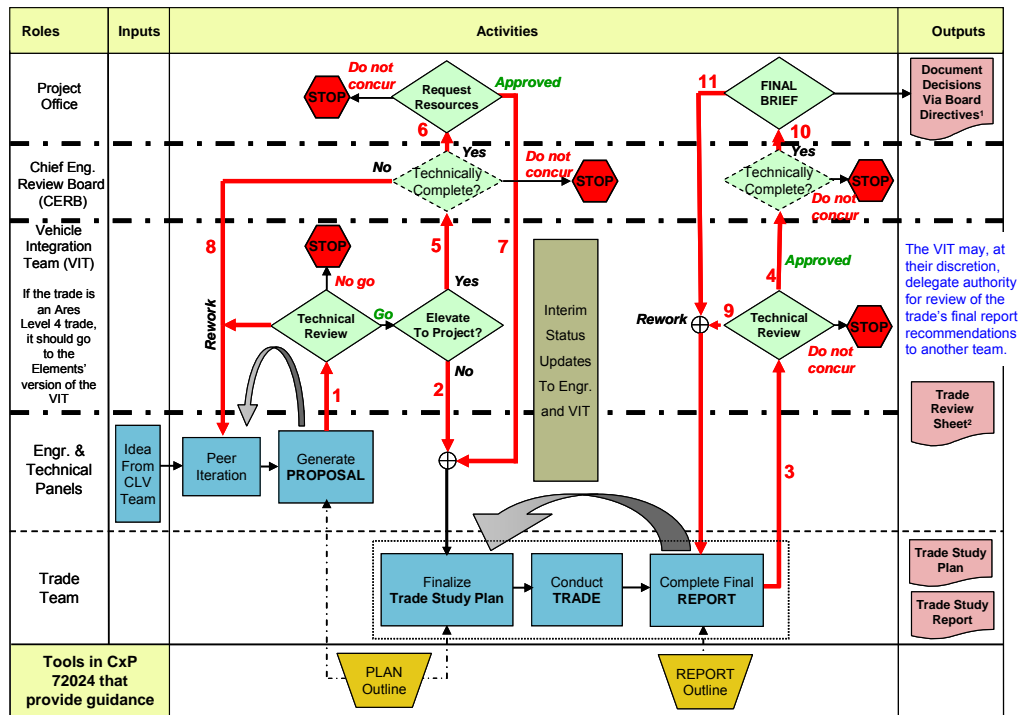 Roles
Inputs
Activities
Outputs
Project
Office
STOP
Do not
concur
Request
Resources
Approved
6
11
FINAL
BRIEF
10
Document
Decisions
Via Board
Directives¹
Chief Eng.
Review Board
(CERB)
No
Yes
Technically
Complete?
Do not
concur
STOP
Yes
Technically
Complete?
STOP
Do not
concur
Vehicle
Integration
Team (VIT)
If the trade is
an Ares
Level 4 trade,
it should go
to the
Elements'
version of the
VIT
8
Rework
STOP
No go
Technical
Review
Go
1
5
Yes
Elevate
To Project?
No
2
7
Interim
Status
Updates
To Engr.
and VIT
4
Approved
Rework
9
Technical
Review
STOP
Do not
concur
The VIT may, at
their discretion,
delegate authority
for review of the
trade's final report
recommendations
to another team.
Trade
Review
Sheet²
Engr. &
Technical
Panels
Idea
From
CLV
Team
Peer
Iteration
Generate
PROPOSAL
3
Trade
Team
Finalize
Trade Study Plan
Conduct
TRADE
Complete Final
REPORT
Trade Study
Plan
Trade Study
Report
Tools in CxP
72024 that
provide guidance
PLAN
Outline
REPORT
Outline